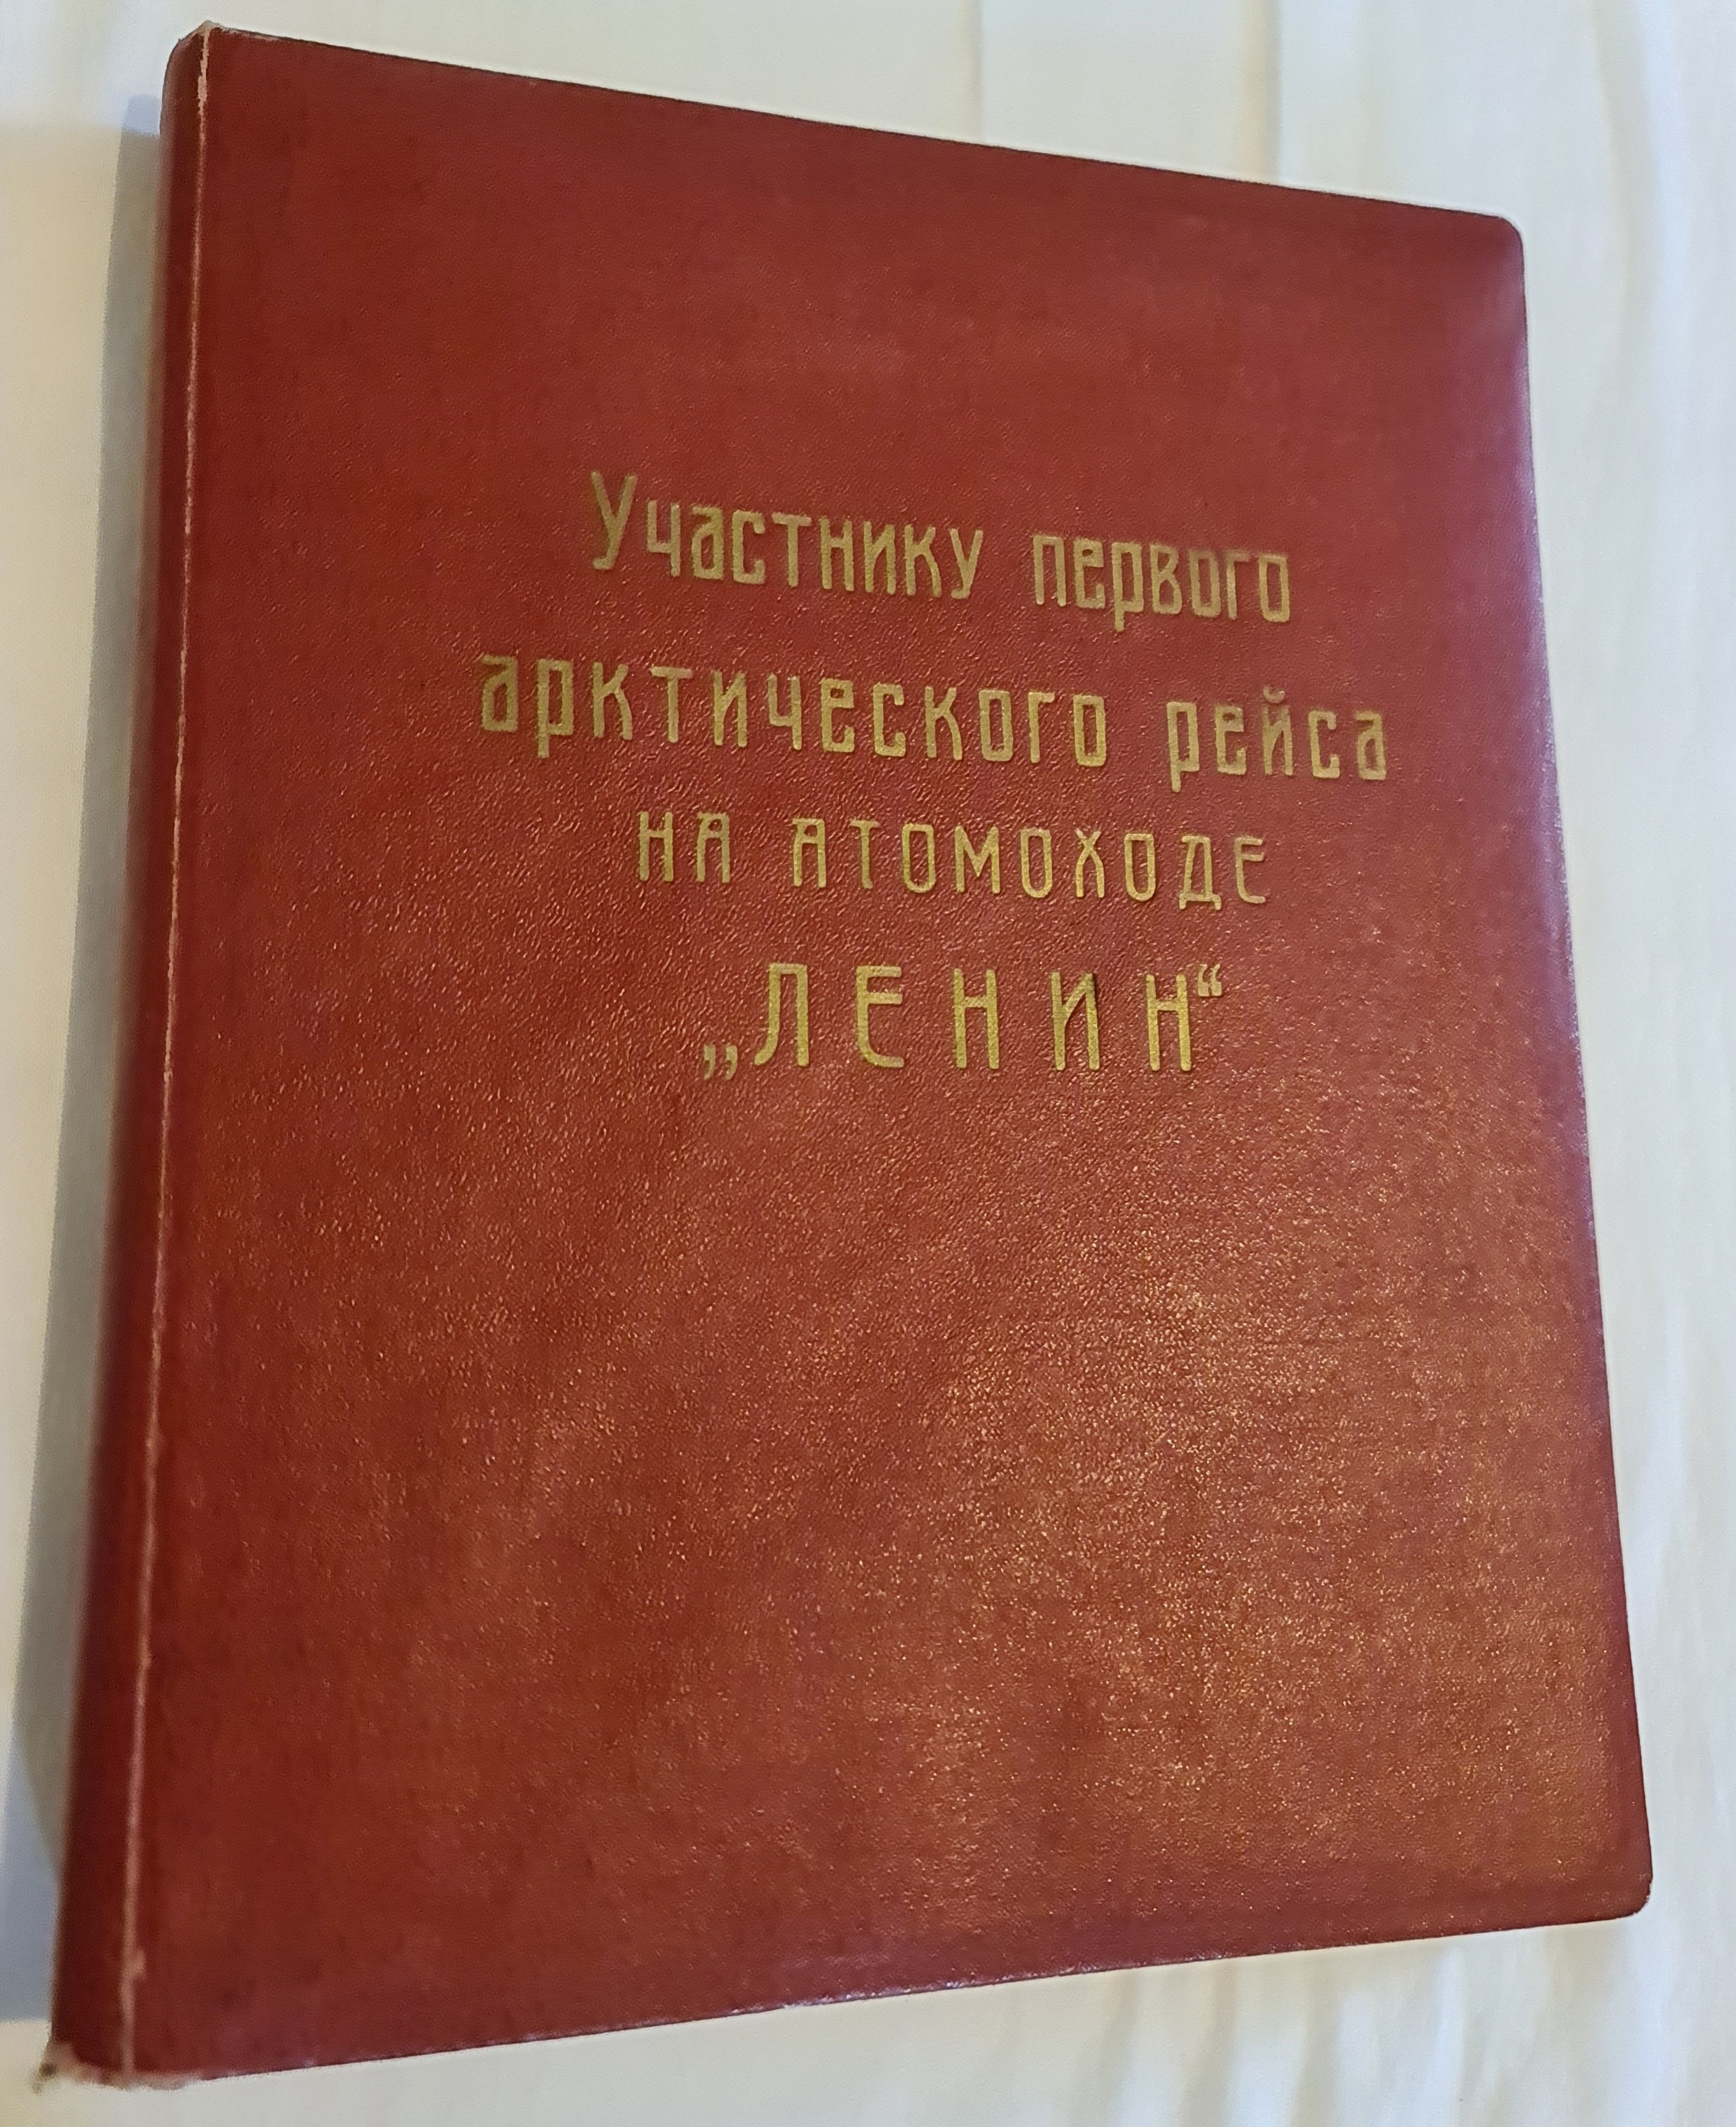 Участнику первого
арктического рейса
НА АТОМОХОДЕ
„ЛЕНИН“